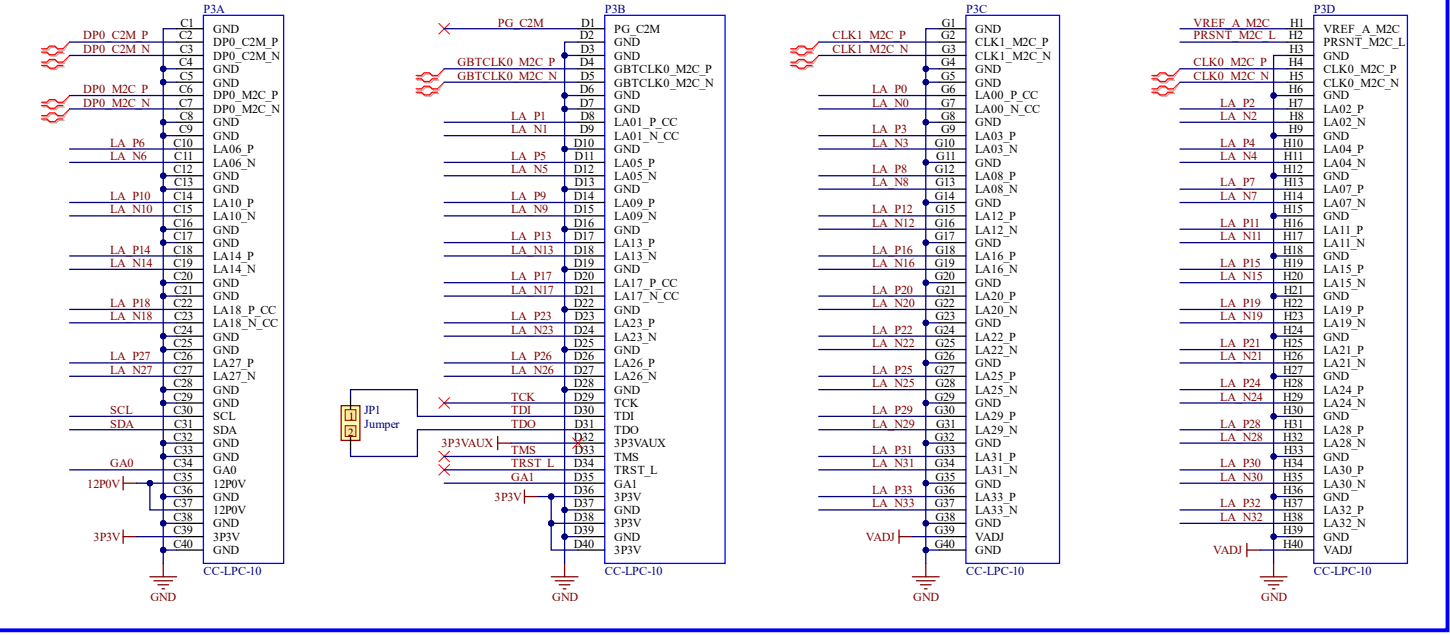 P3A
C1 GND
DP0_C2M_P C2 DP0_C2M_P
DP0_C2M_N C3 DP0_C2M_N
C4 GND
C5 GND
DP0_M2C_P C6 DP0_M2C_P
DP0_M2C_N C7 DP0_M2C_N
C8 GND
C9 GND
LA_P6 C10 LA06_P
LA_N6 C11 LA06_N
C12 GND
C13 GND
LA_P10 C14 LA10_P
LA_N10 C15 LA10_N
C16 GND
C17 GND
LA_P14 C18 LA14_P
LA_N14 C19 LA14_N
C20 GND
C21 GND
LA_P18 C22 LA18_P_CC
LA_N18 C23 LA18_N_CC
C24 GND
C25 GND
LA_P27 C26 LA27_P
LA_N27 C27 LA27_N
C28 GND
C29 GND
SCL C30 SCL
SDA C31 SDA
C32 GND
C33 GND
GA0 C34 GA0
12P0V C35 12P0V
C36 GND
C37 12P0V
C38 GND
3P3V C39 3P3V
C40 GND
CC-LPC-10
GND
P3B
PG_C2M D1 PG_C2M
D2 GND
D3 GND
GBTCLK0_M2C_P D4 GBTCLK0_M2C_P
GBTCLK0_M2C_N D5 GBTCLK0_M2C_N
D6 GND
D7 GND
LA_P1 D8 LA01_P_CC
LA_N1 D9 LA01_N_CC
D10 GND
LA_P5 D11 LA05_P
LA_N5 D12 LA05_N
D13 GND
LA_P9 D14 LA09_P
LA_N9 D15 LA09_N
D16 GND
LA_P13 D17 LA13_P
LA_N13 D18 LA13_N
D19 GND
LA_P17 D20 LA17_P_CC
LA_N17 D21 LA17_N_CC
D22 GND
LA_P23 D23 LA23_P
LA_N23 D24 LA23_N
D25 GND
LA_P26 D26 LA26_P
LA_N26 D27 LA26_N
D28 GND
TCK D29 TCK
TDI D30 TDI
TDO D31 TDO
3P3VAUX D32 3P3VAUX
TMS D33 TMS
TRST_L D34 TRST_L
GA1 D35 GA1
3P3V D36 3P3V
D37 GND
D38 3P3V
D39 GND
D40 3P3V
CC-LPC-10
GND
1 JP1
2 Jumper
P3C
G1 GND
CLK1_M2C_P G2 CLK1_M2C_P
CLK1_M2C_N G3 CLK1_M2C_N
G4 GND
G5 GND
LA_P0 G6 LA00_P_CC
LA_N0 G7 LA00_N_CC
G8 GND
LA_P3 G9 LA03_P
LA_N3 G10 LA03_N
G11 GND
LA_P8 G12 LA08_P
LA_N8 G13 LA08_N
G14 GND
LA_P12 G15 LA12_P
LA_N12 G16 LA12_N
G17 GND
LA_P16 G18 LA16_P
LA_N16 G19 LA16_N
G20 GND
LA_P20 G21 LA20_P
LA_N20 G22 LA20_N
G23 GND
LA_P22 G24 LA22_P
LA_N22 G25 LA22_N
G26 GND
LA_P25 G27 LA25_P
LA_N25 G28 LA25_N
G29 GND
LA_P29 G30 LA29_P
LA_N29 G31 LA29_N
G32 GND
LA_P31 G33 LA31_P
LA_N31 G34 LA31_N
G35 GND
LA_P33 G36 LA33_P
LA_N33 G37 LA33_N
G38 GND
VADJ G39 VADJ
G40 GND
CC-LPC-10
GND
P3D
VREF_A_M2C H1 VREF_A_M2C
PRSNT_M2C_L H2 PRSNT_M2C_L
H3 GND
CLK0_M2C_P H4 CLK0_M2C_P
CLK0_M2C_N H5 CLK0_M2C_N
H6 GND
LA_P2 H7 LA02_P
LA_N2 H8 LA02_N
H9 GND
LA_P4 H10 LA04_P
LA_N4 H11 LA04_N
H12 GND
LA_P7 H13 LA07_P
LA_N7 H14 LA07_N
H15 GND
LA_P11 H16 LA11_P
LA_N11 H17 LA11_N
H18 GND
LA_P15 H19 LA15_P
LA_N15 H20 LA15_N
H21 GND
LA_P19 H22 LA19_P
LA_N19 H23 LA19_N
H24 GND
LA_P21 H25 LA21_P
LA_N21 H26 LA21_N
H27 GND
LA_P24 H28 LA24_P
LA_N24 H29 LA24_N
H30 GND
LA_P28 H31 LA28_P
LA_N28 H32 LA28_N
H33 GND
LA_P30 H34 LA30_P
LA_N30 H35 LA30_N
H36 GND
LA_P32 H37 LA32_P
LA_N32 H38 LA32_N
H39 GND
VADJ H40 VADJ
CC-LPC-10
GND